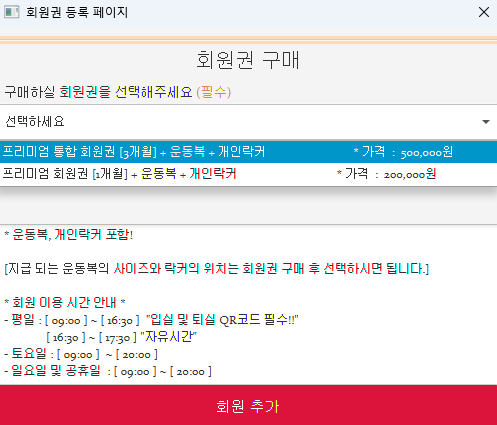 회원권 등록 페이지
회원권 구매
구매하실 회원권을 선택해주세요 (필수)
선택하세요
프리미엄 통합 회원권 [3개월] + 운동복 + 개인락커 * 가격 : 500,000원
프리미엄 회원권 [1개월] + 운동복 + 개인락커 * 가격 : 200,000원
* 운동복, 개인락커 포함!
[지급 되는 운동복의 사이즈와 락커의 위치는 회원권 구매 후 선택하시면 됩니다.]
* 회원 이용 시간 안내 *
- 평일 : [ 09:00 ] ~ [ 16:30 ] "입실 및 퇴실 QR코드 필수!!"
[ 16:30 ] ~ [ 17:30 ] "자유시간"
- 토요일 : [ 09:00 ] ~ [ 20:00 ]
- 일요일 및 공휴일 : [ 09:00 ] ~ [ 20:00 ]
회원 추가